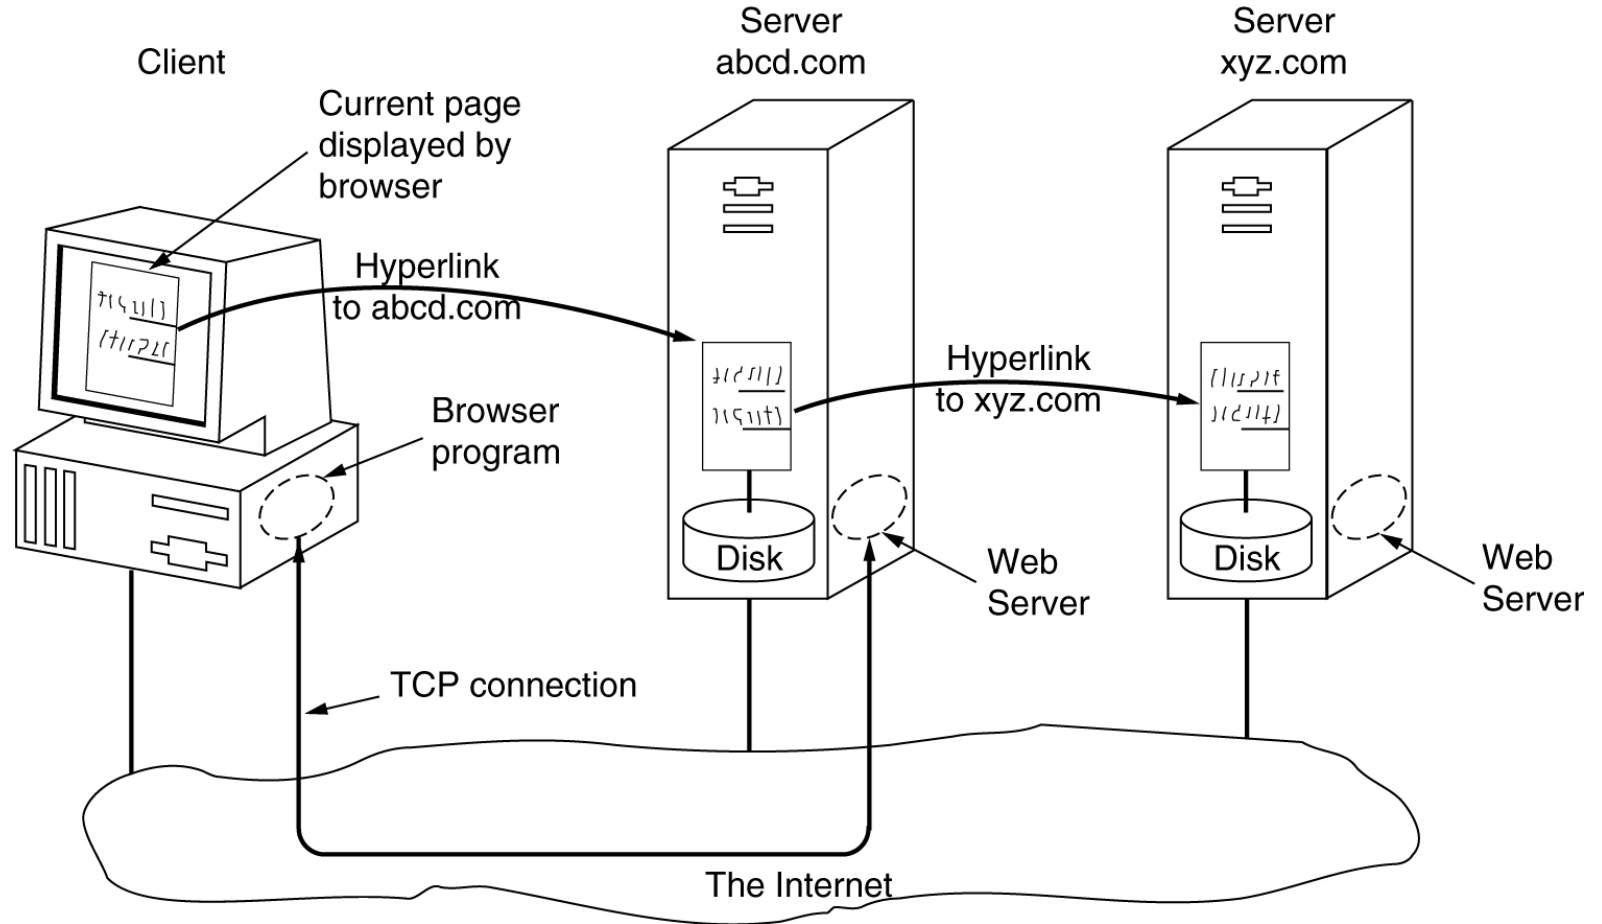 Client
Server
abcd.com
Server
xyz.com
Current page
displayed by
browser
Hyperlink
to abcd.com
Hyperlink
to xyz.com
Browser
program
Disk
Web
Server
Disk
Web
Server
TCP connection
The Internet